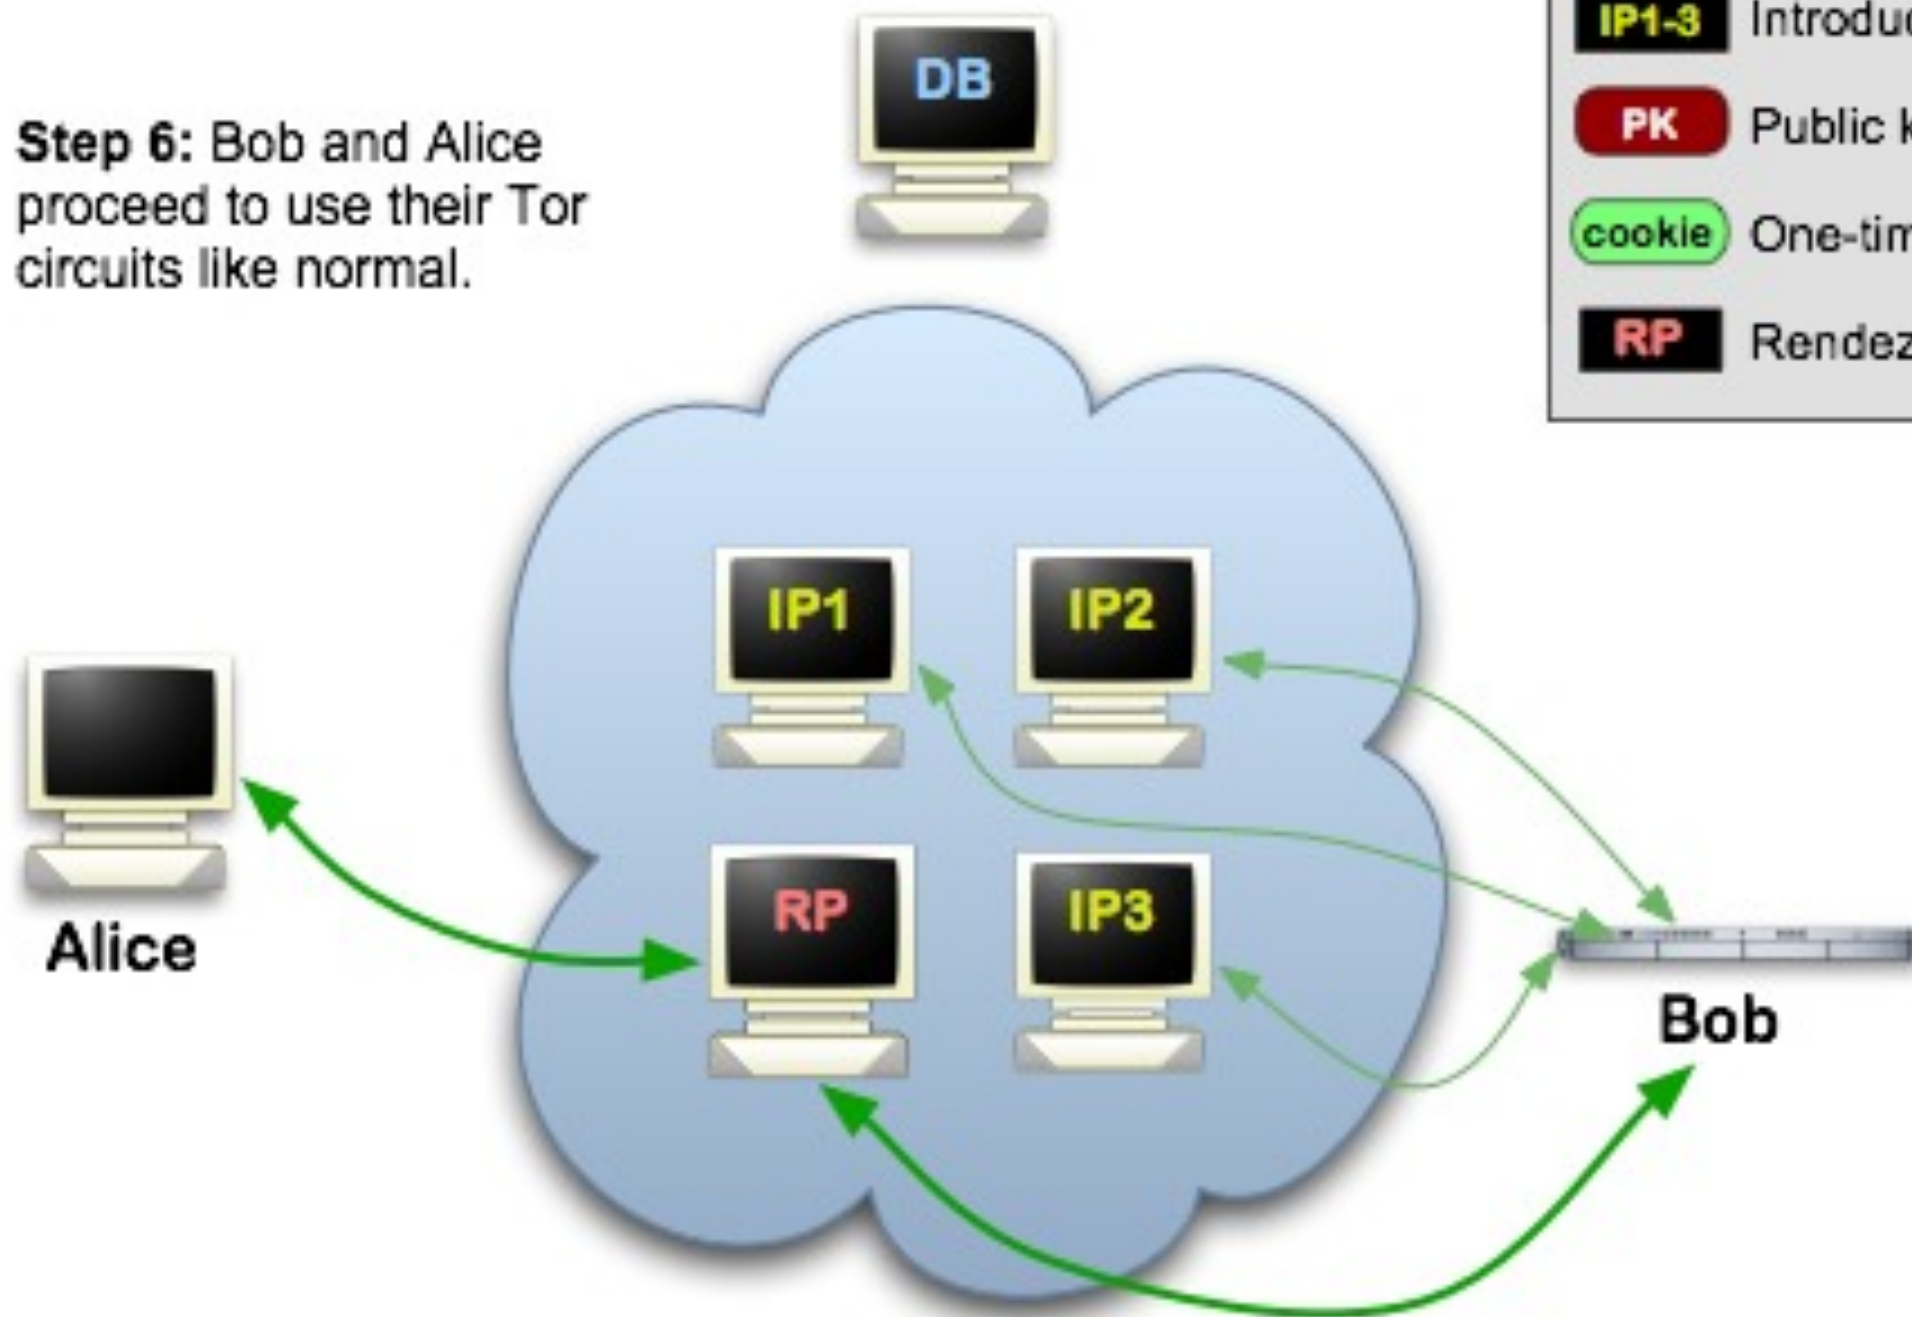 DB
Step 6: Bob and Alice
proceed to use their Tor
circuits like normal.
IP1-3
PK Public
cookie
RP
IP1 IP2
RP IP3
Alice
Bob